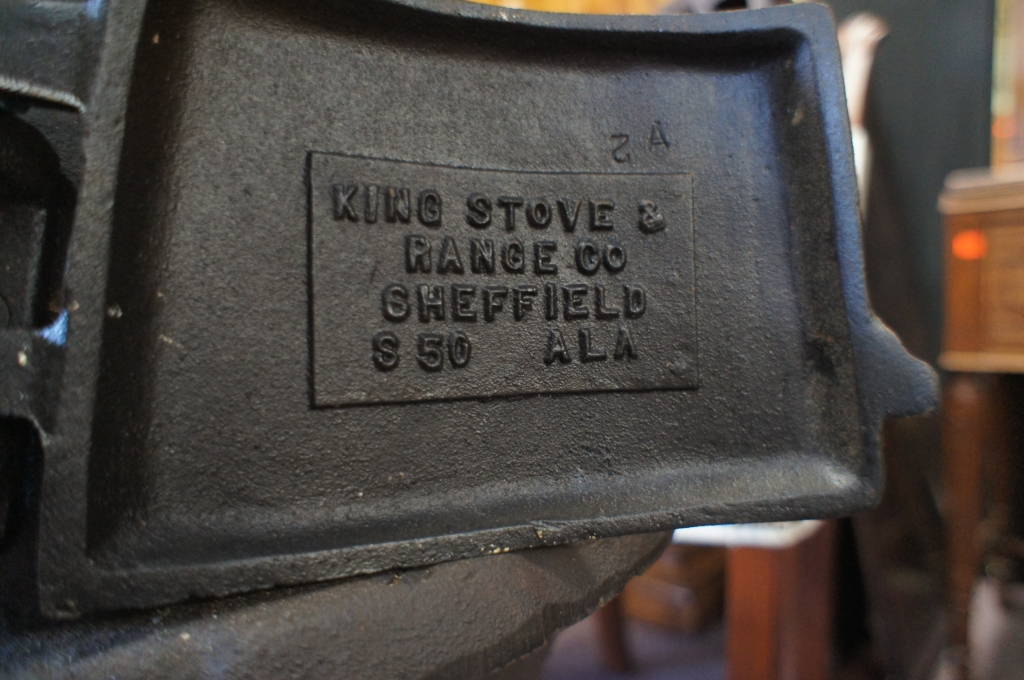 2 A
KING STOVE &
RANGE CO
SHEFFIELD
S 50 ALA